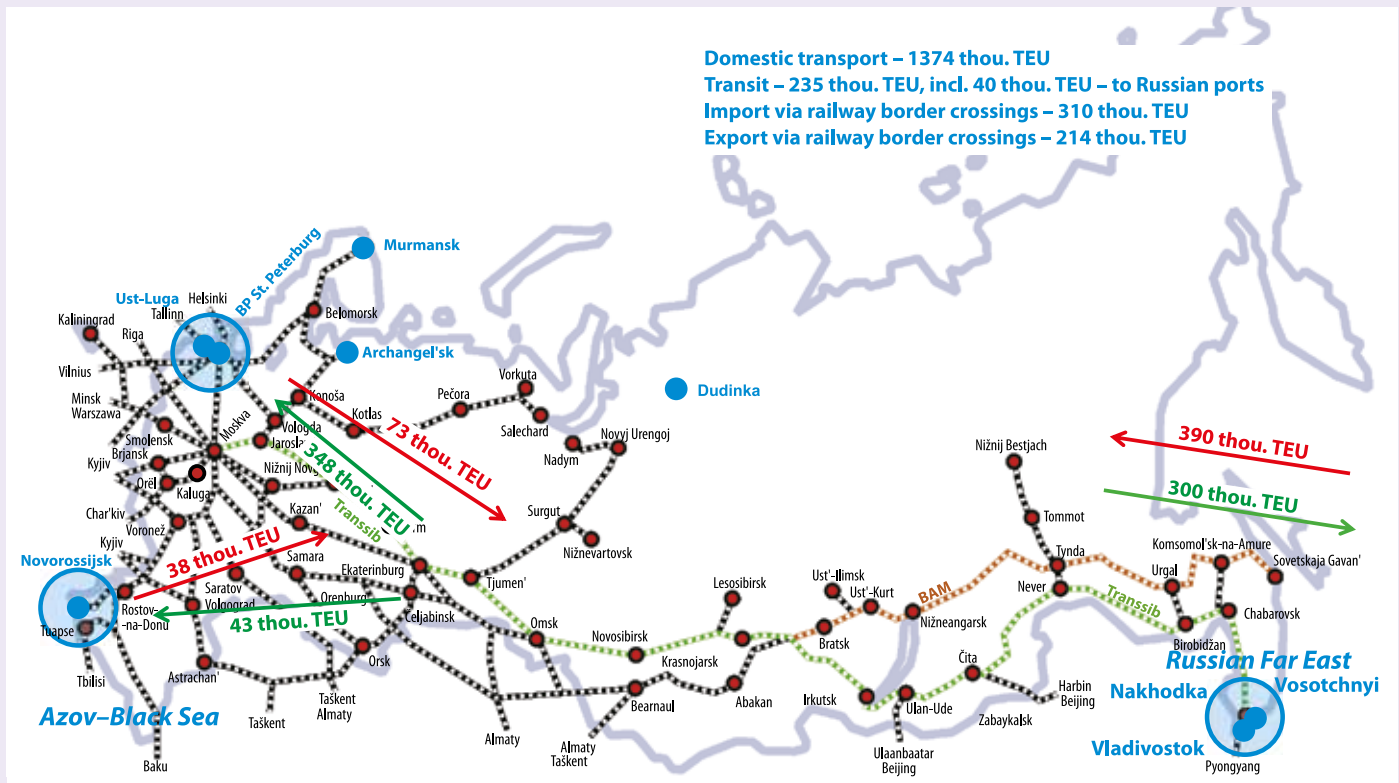 Domestic transport – 1374 thou. TEU
Transit – 235 thou. TEU, incl. 40 thou. TEU – to Russian ports
Import via railway border crossings – 310 thou. TEU
Export via railway border crossings – 214 thou. TEU
Murmansk
BP St. Peterburg
Ust-Luga
Helsinki
Tallinn
Kaliningrad
Riga
Belomorsk
Archangel'sk
Vilnius
Dudinka
Minsk
Warszawa
Vorkuta
Pečora
Konoša
Kotlas
Salechard
Moskva
Vologda
Smolensk
Jarosla
Novyj Urengoj
Nadym
Brjansk
Kyjiv
Orël
Kaluga
Nižnij Novg
73 thou. TEU
348 thou. TEU
390 thou. TEU
300 thou. TEU
Nižnij Bestjach
Char'kiv
Voronež
Kazan'
Transsib
m
Surgut
Nižnevartovsk
Tommot
Kyjiv
38 thou. TEU
Novorossijsk
Samara
Ekaterinburg
Tjumen'
Tynda
Komsomol'sk-na-Amure
Urgal
Sovetskaja Gavan'
Rostov-
-na-Donu
Saratov
Volgograd
Orenburg
43 thou. TEU
Celjabinsk
Lesosibirsk
Ust'-Ilimsk
Ust'-Kurt
BAM
Never
Transsib
Chabarovsk
Tuapse
Omsk
Novosibirsk
Krasnojarsk
Bratsk
Nižneangarsk
Birobidžan
Tbilisi
Astrachan'
Orsk
Čita
Russian Far East
Azov–Black Sea
Taškent
Taškent
Almaty
Bearnaul
Abakan
Irkutsk
Ulan-Ude
Zabaykalsk
Harbin
Beijing
Nakhodka
Vosotchnyi
Almaty
Almaty
Taškent
Ulaanbaatar
Beijing
Vladivostok
Baku
Pyongyang